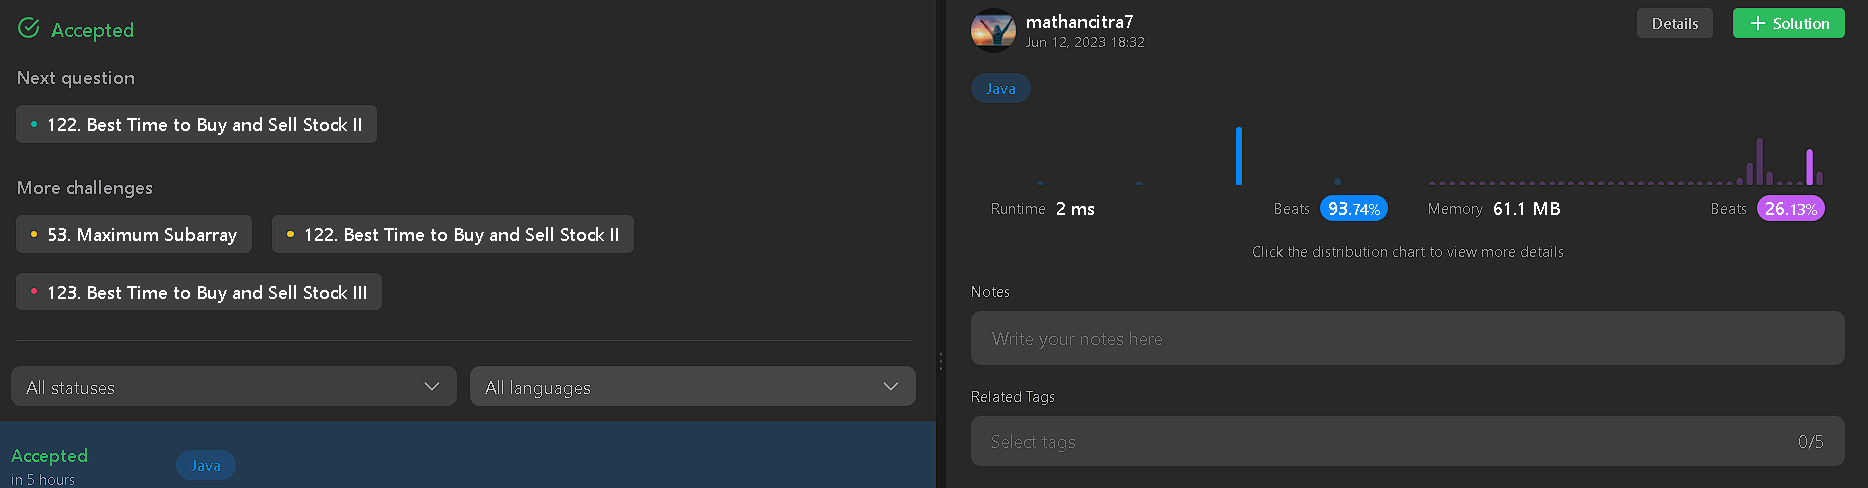 Accepted
Next question
122. Best Time to Buy and Sell Stock II
More challenges
53. Maximum Subarray
122. Best Time to Buy and Sell Stock II
123. Best Time to Buy and Sell Stock III
All statuses
All languages
Accepted
Java
in 5 hours
mathancitra7
Jun 12, 2023 18:32
Details
+ Solution
Java
Runtime 2 ms
Beats 93.74%
Memory 61.1 MB
Beats 26.13%
Click the distribution chart to view more details
Notes
Write your notes here
Related Tags
Select tags
0/5